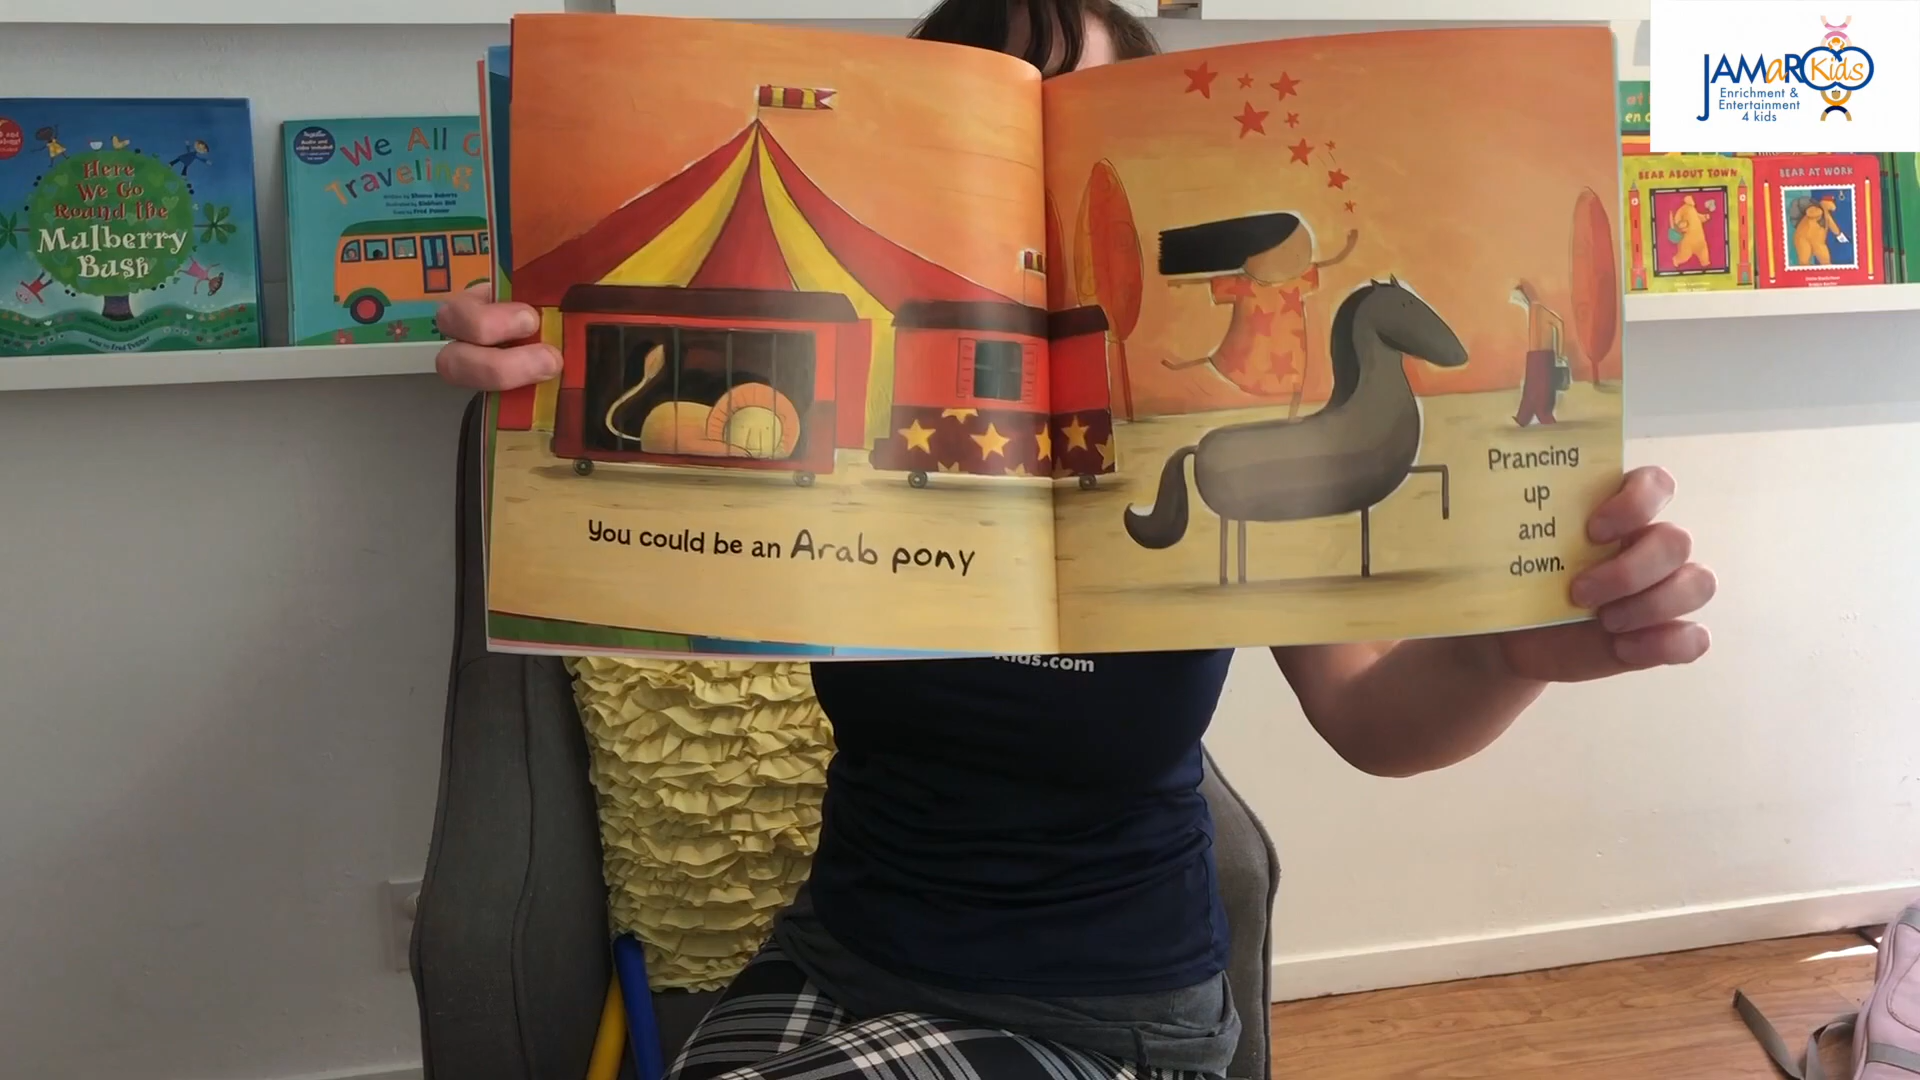 Here
We Go
Round the
Mulberry
Bush
We All
Traveling
JAMaROO Kids
Enrichment &
Entertainment
4 kids
BEAR ABOUT TOWN
BEAR AT WORK
You could be an Arab pony
Prancing
up
and
down.
Kids.com